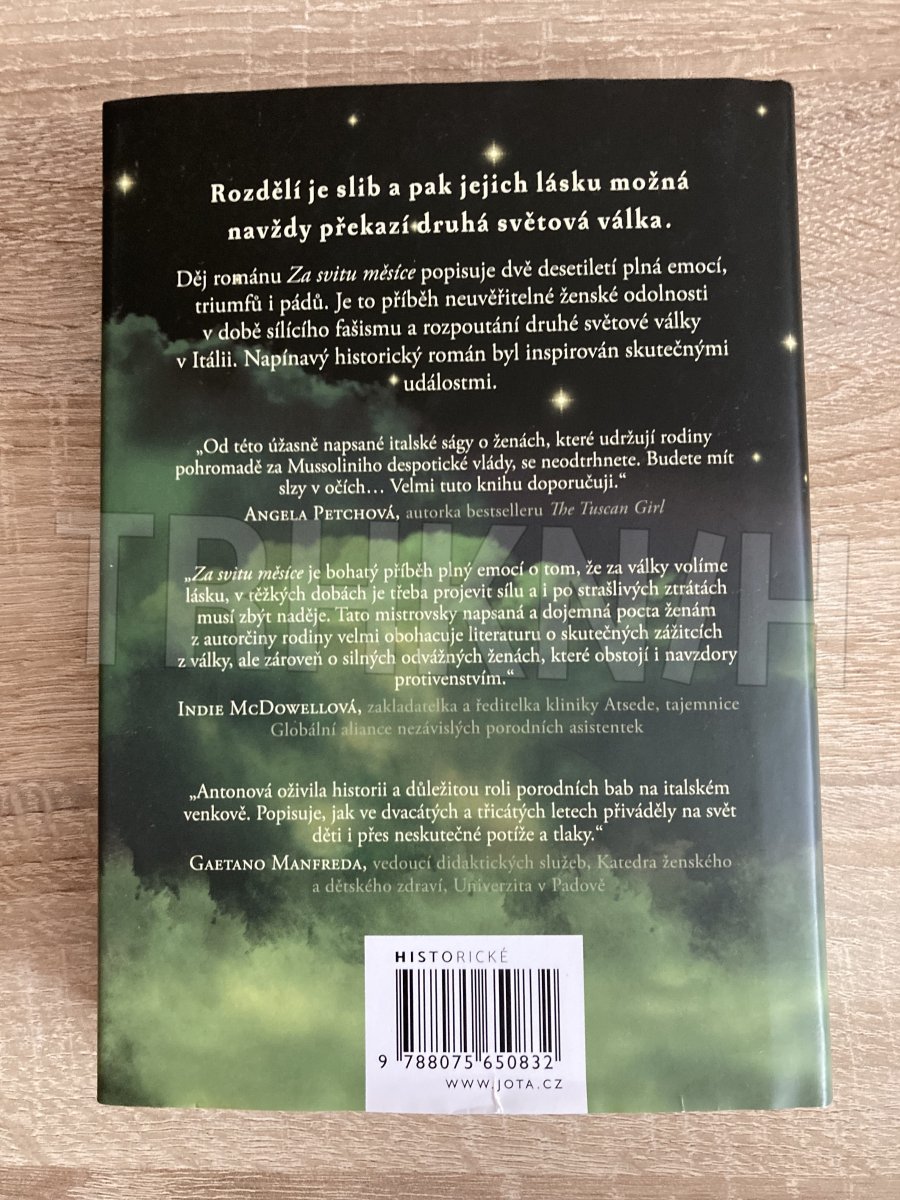 Rozdělí je slib a pak jejich lásku možná
navždy překazí druhá světová válka.
Děj románu Za svitu měsíce popisuje dvě desetiletí plná emocí,
triumfů i pádů. Je to příběh neuvěřitelné ženské odolnosti
v době sílícího fašismu a rozpoutání druhé světové války
v Itálii. Napínavý historický román byl inspirován skutečnými
událostmi.
„Od této úžasně napsané italské ságy o ženách, které udržují rodiny
pohromadě za Mussoliniho despotické vlády, se neodtrhnete. Budete mít
slzy v očích… Velmi tuto knihu doporučuji.“
Angela Petchová, autorka bestselleru The Tuscan Girl
„Za svitu měsíce je bohatý příběh plný emocí o tom, že za války volíme
lásku, v těžkých dobách je třeba projevit sílu a i po strašlivých ztrátách
musí zbýt naděje. Tato mistrovsky napsaná a dojemná pocta ženám
z autorčiny rodiny velmi obohacuje literaturu o skutečných zážitcích
z války, ale zároveň o silných odvážných ženách, které obstojí i navzdory
protivenstvím.“
Indie McDowellová, zakladatelka a ředitelka kliniky Atsede, tajemnice
Globální aliance nezávislých porodních asistentek
„Antonová oživila historii a důležitou roli porodních bab na italském
venkově. Popisuje, jak ve dvacátých a třicátých letech přiváděly na svět
děti i přes neskutečné potíže a tlaky.“
Gaetano Manfreda, vedoucí didaktických služeb, Katedra ženského
a dětského zdraví, Univerzita v Padově
HISTORICKÉ
9 788075 650832
WWW.JOTA.CZ